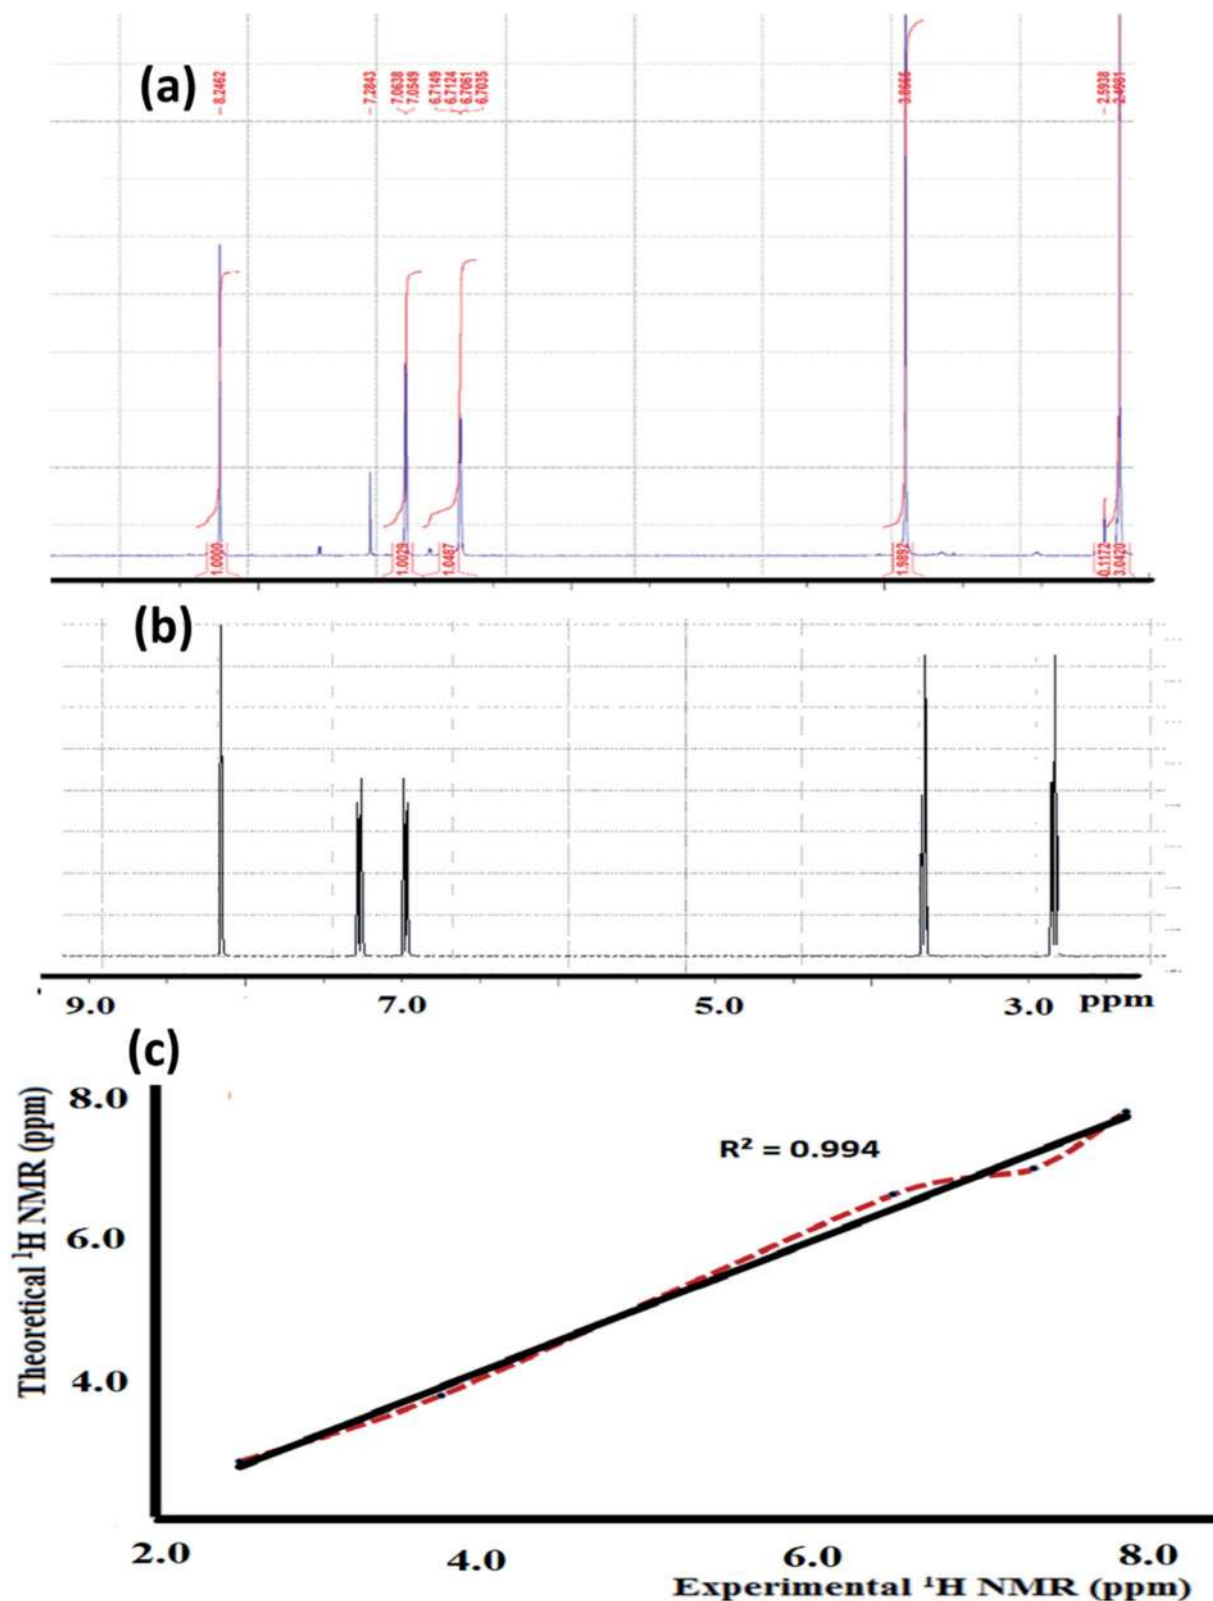 (a)
8.2462
7.2843
7.0638
7.0549
6.7149
6.7124
6.7061
6.7035
3.8665
2.5938
2.4981
1.0000
1.0029
1.0487
1.9892
0.1172
3.0420
(b)
9.0 7.0 5.0 3.0 ppm
(c)
Theoretical ¹H NMR (ppm)
8.0
R² = 0.994
6.0
4.0
2.0 4.0 6.0 8.0
Experimental ¹H NMR (ppm)